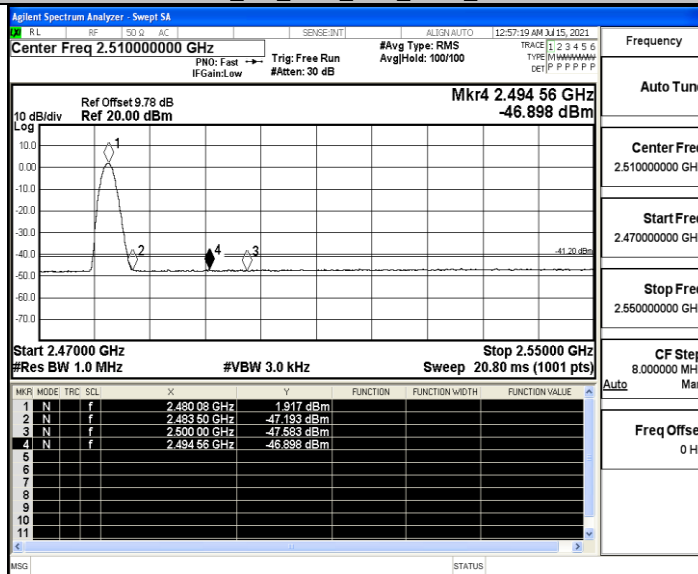 Agilent Spectrum Analyzer - Swept SA
RL RF 50 Ω AC SENSE:INT ALIGN AUTO 12:57:19 AM Jul 15, 2021
Center Freq 2.510000000 GHz
PNO: Fast
IFGain:Low
Trig: Free Run
#Atten: 30 dB
#Avg Type: RMS
Avg|Hold: 100/100
TRACE 1 2 3 4 5 6
TYPE M
DET P P P P P P
Mkr4 2.494 56 GHz
-46.898 dBm
Ref Offset 9.78 dB
10 dB/div Ref 20.00 dBm
Log
10.0
0.00
-10.0
-20.0
-30.0
-40.0
-50.0
-60.0
-70.0
1
2
4
3
-41.20 dBm
Start 2.47000 GHz Stop 2.55000 GHz
#Res BW 1.0 MHz #VBW 3.0 kHz Sweep 20.80 ms (1001 pts)
MKR MODE TRC SCL X Y FUNCTION FUNCTION WIDTH FUNCTION VALUE
1 N f 2.480 08 GHz 1.917 dBm
2 N f 2.483 50 GHz -47.193 dBm
3 N f 2.500 00 GHz -47.583 dBm
4 N f 2.494 56 GHz -46.898 dBm
5
6
7
8
9
10
11
MSG STATUS
Frequency
Auto Tun
Center Fre
2.510000000 GH
Start Fre
2.470000000 GH
Stop Fre
2.550000000 GH
CF Step
8.000000 MH
Auto Ma
Freq Offse
0 H